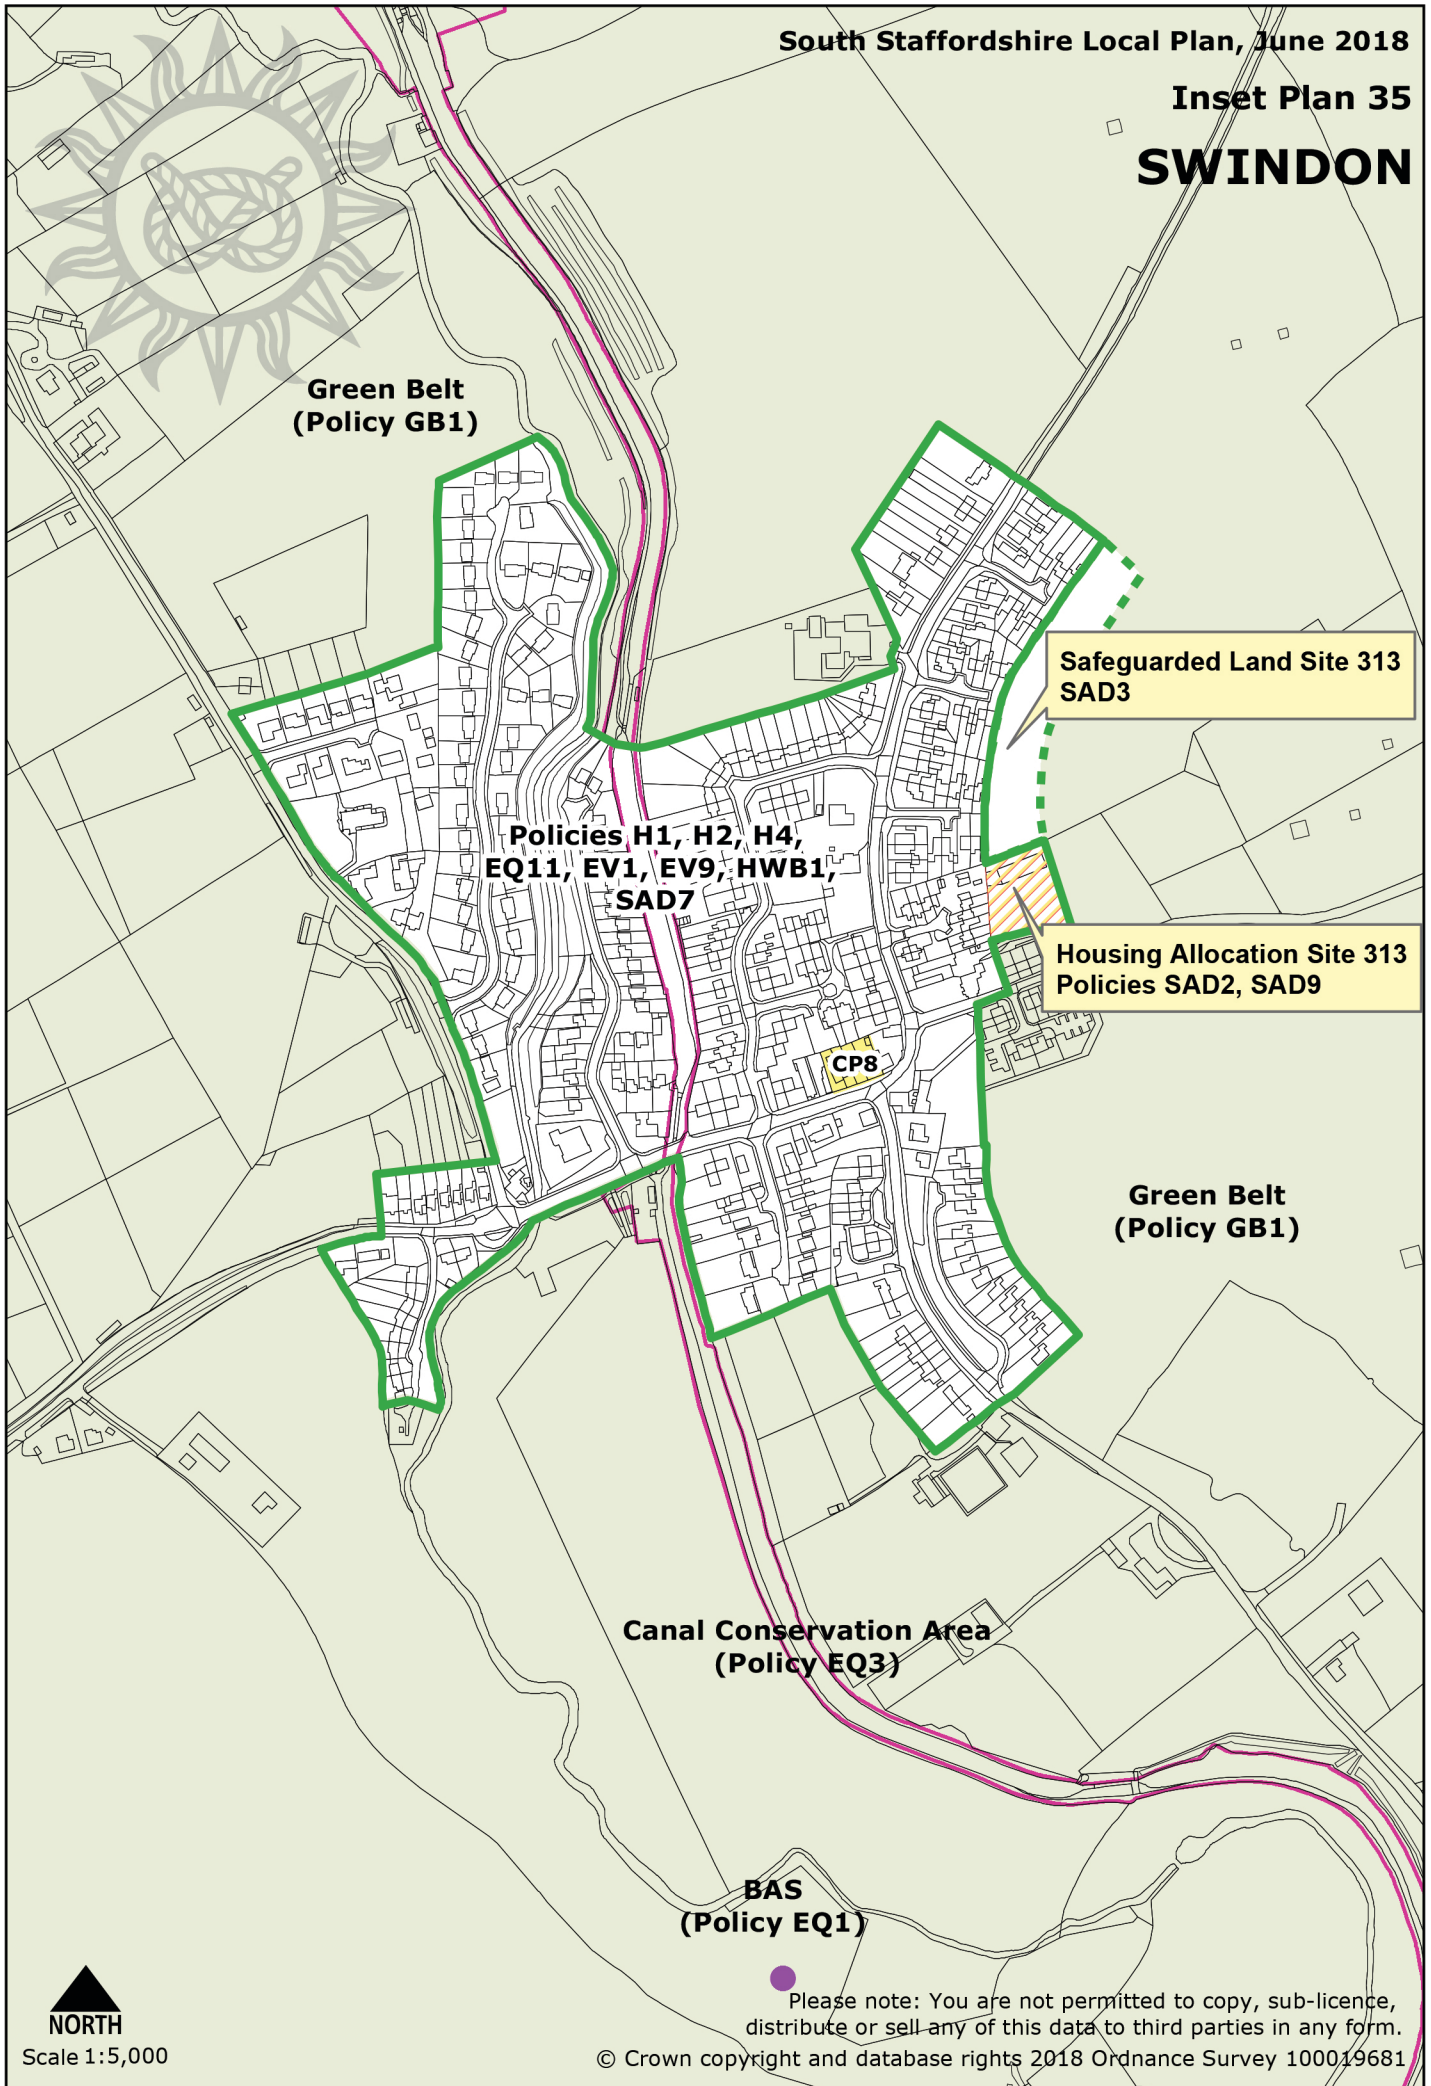 South Staffordshire Local Plan, June 2018
Inset Plan 35
SWINDON
Green Belt
(Policy GB1)
Safeguarded Land Site 313
SAD3
Policies H1, H2, H4,
EQ11, EV1, EV9, HWB1,
SAD7
Housing Allocation Site 313
Policies SAD2, SAD9
CP8
Green Belt
(Policy GB1)
Canal Conservation Area
(Policy EQ3)
BAS
(Policy EQ1)
NORTH
Scale 1:5,000
Please note: You are not permitted to copy, sub-licence,
distribute or sell any of this data to third parties in any form.
© Crown copyright and database rights 2018 Ordnance Survey 100019681